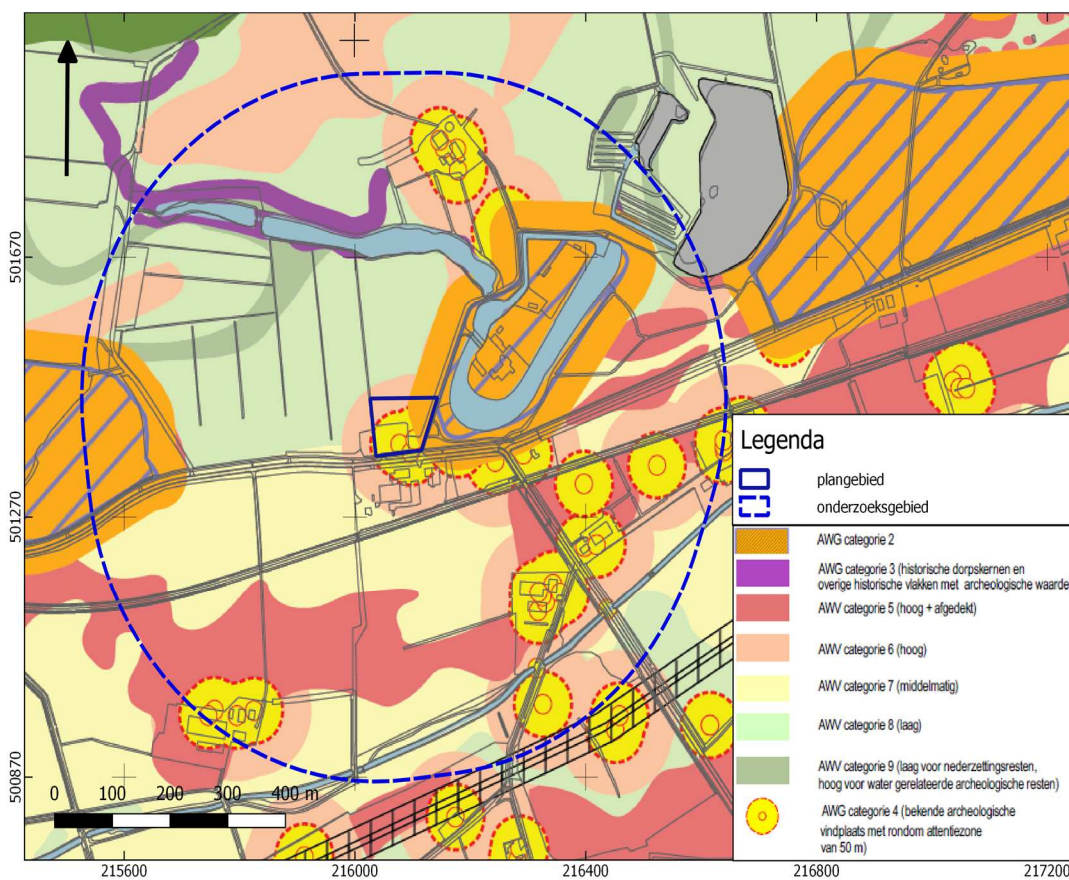 501670
501270
500870
0 100 200 300 400 m
215600 216000 216400 216800 217200
Legenda
plangebied
onderzoeksgebied
AWG categorie 2
AWG categorie 3 (historische dorpskernen en
overige historische vlakken met archeologische waarde
AWV categorie 5 (hoog + afgedekt)
AWV categorie 6 (hoog)
AWV categorie 7 (middelmatig)
AWV categorie 8 (laag)
AWV categorie 9 (laag voor nederzettingsresten,
hoog voor water gerelateerde archeologische resten)
AWG categorie 4 (bekende archeologische
vindplaats met rondom attentiezone
van 50 m)